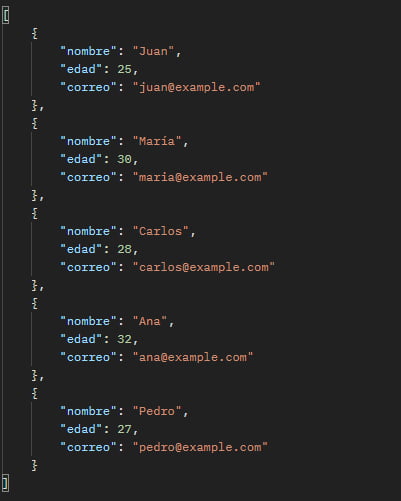 [
    {
        "nombre": "Juan",
        "edad": 25,
        "correo": "juan@example.com"
    },
    {
        "nombre": "María",
        "edad": 30,
        "correo": "maria@example.com"
    },
    {
        "nombre": "Carlos",
        "edad": 28,
        "correo": "carlos@example.com"
    },
    {
        "nombre": "Ana",
        "edad": 32,
        "correo": "ana@example.com"
    },
    {
        "nombre": "Pedro",
        "edad": 27,
        "correo": "pedro@example.com"
    }
]